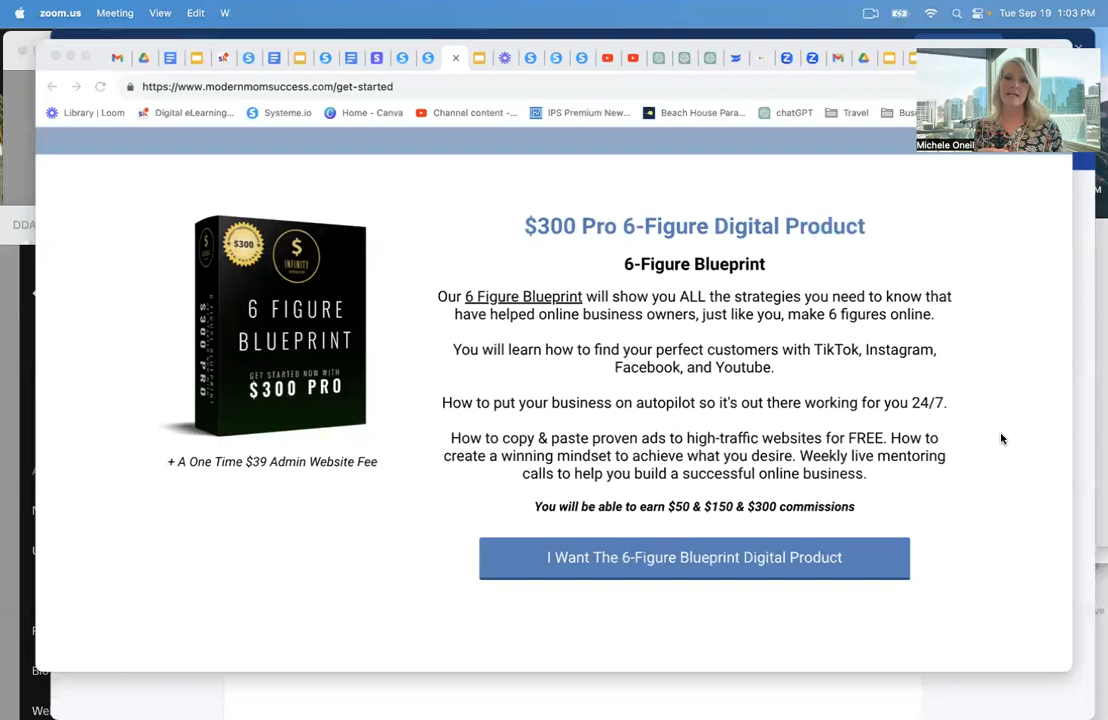 zoom.us Meeting View Edit W Tue Sep 19 1:03 PM
https://www.modernmomsuccess.com/get-started
Library | Loom Digital eLearning... Systeme.io Home - Canva Channel content -... IPS Premium New... Beach House Para... chatGPT Travel Bus
Michele Oneil
DDA
$300
$
INFINITY
6 FIGURE
BLUEPRINT
GET STARTED NOW WITH
$300 PRO
$300 PRO
+ A One Time $39 Admin Website Fee
$300 Pro 6-Figure Digital Product
6-Figure Blueprint
Our 6 Figure Blueprint will show you ALL the strategies you need to know that
have helped online business owners, just like you, make 6 figures online.
You will learn how to find your perfect customers with TikTok, Instagram,
Facebook, and Youtube.
How to put your business on autopilot so it's out there working for you 24/7.
How to copy & paste proven ads to high-traffic websites for FREE. How to
create a winning mindset to achieve what you desire. Weekly live mentoring
calls to help you build a successful online business.
You will be able to earn $50 & $150 & $300 commissions
I Want The 6-Figure Blueprint Digital Product
We